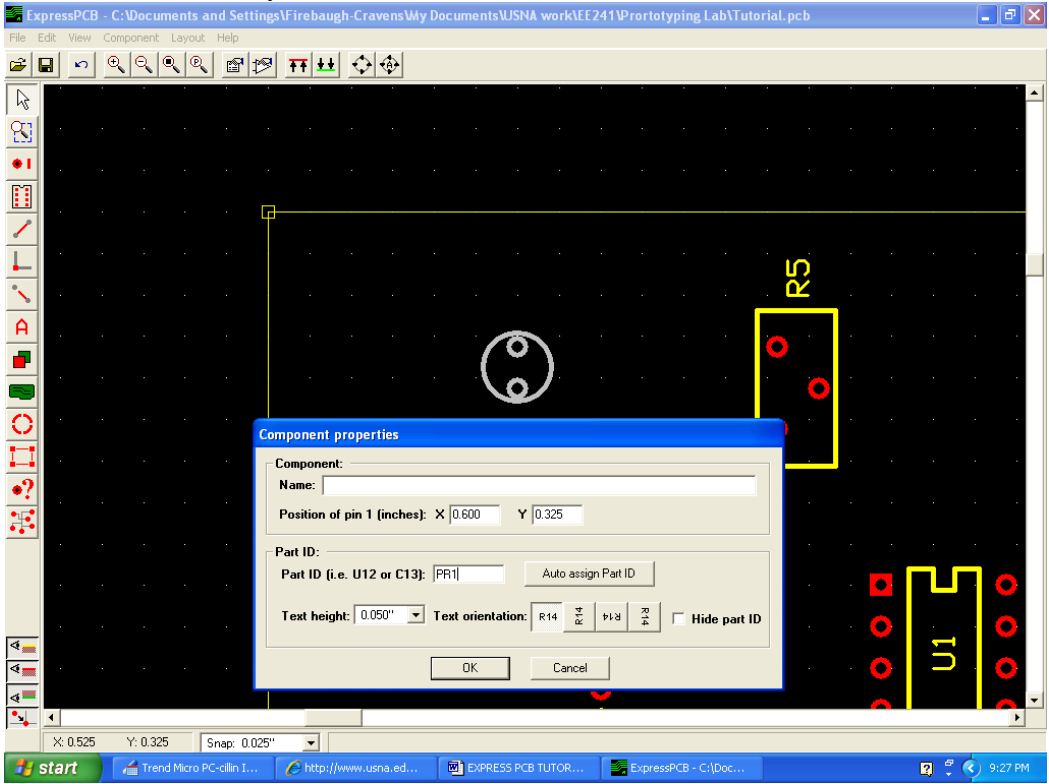 ExpressPCB - C:\Documents and Settings\Firebaugh-Cravens\My Documents\USNA work\EE241\Prortotyping Lab\Tutorial.pcb
File Edit View Component Layout Help
R5
A
Component properties
Component:
Name:
Position of pin 1 (inches): X 0.600 Y 0.325
Part ID:
Part ID (i.e. U12 or C13): PR1 Auto assign Part ID
Text height: 0.050" Text orientation: R14 R14 R14 R14 Hide part ID
OK Cancel
U1
X: 0.525 Y: 0.325 Snap: 0.025"
start Trend Micro PC-cillin I... http://www.usna.ed... EXPRESS PCB TUTOR... ExpressPCB - C:\Doc... 9:27 PM